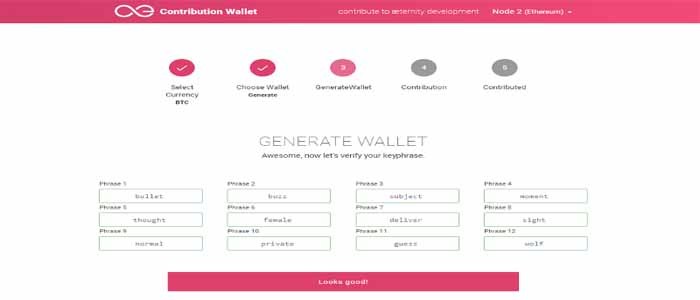 Contribution Wallet contribute to æternity development Node 2 (Ethereum)
3 4 5
Select Currency Choose Wallet GenerateWallet Contribution Contributed
BTC Generate
GENERATE WALLET
Awesome, now let's verify your keyphrase.
Phrase 1 Phrase 2 Phrase 3 Phrase 4
bullet buzz subject moment
Phrase 5 Phrase 6 Phrase 7 Phrase 8
thought female deliver sight
Phrase 9 Phrase 10 Phrase 11 Phrase 12
normal private guess wolf
Looks good!